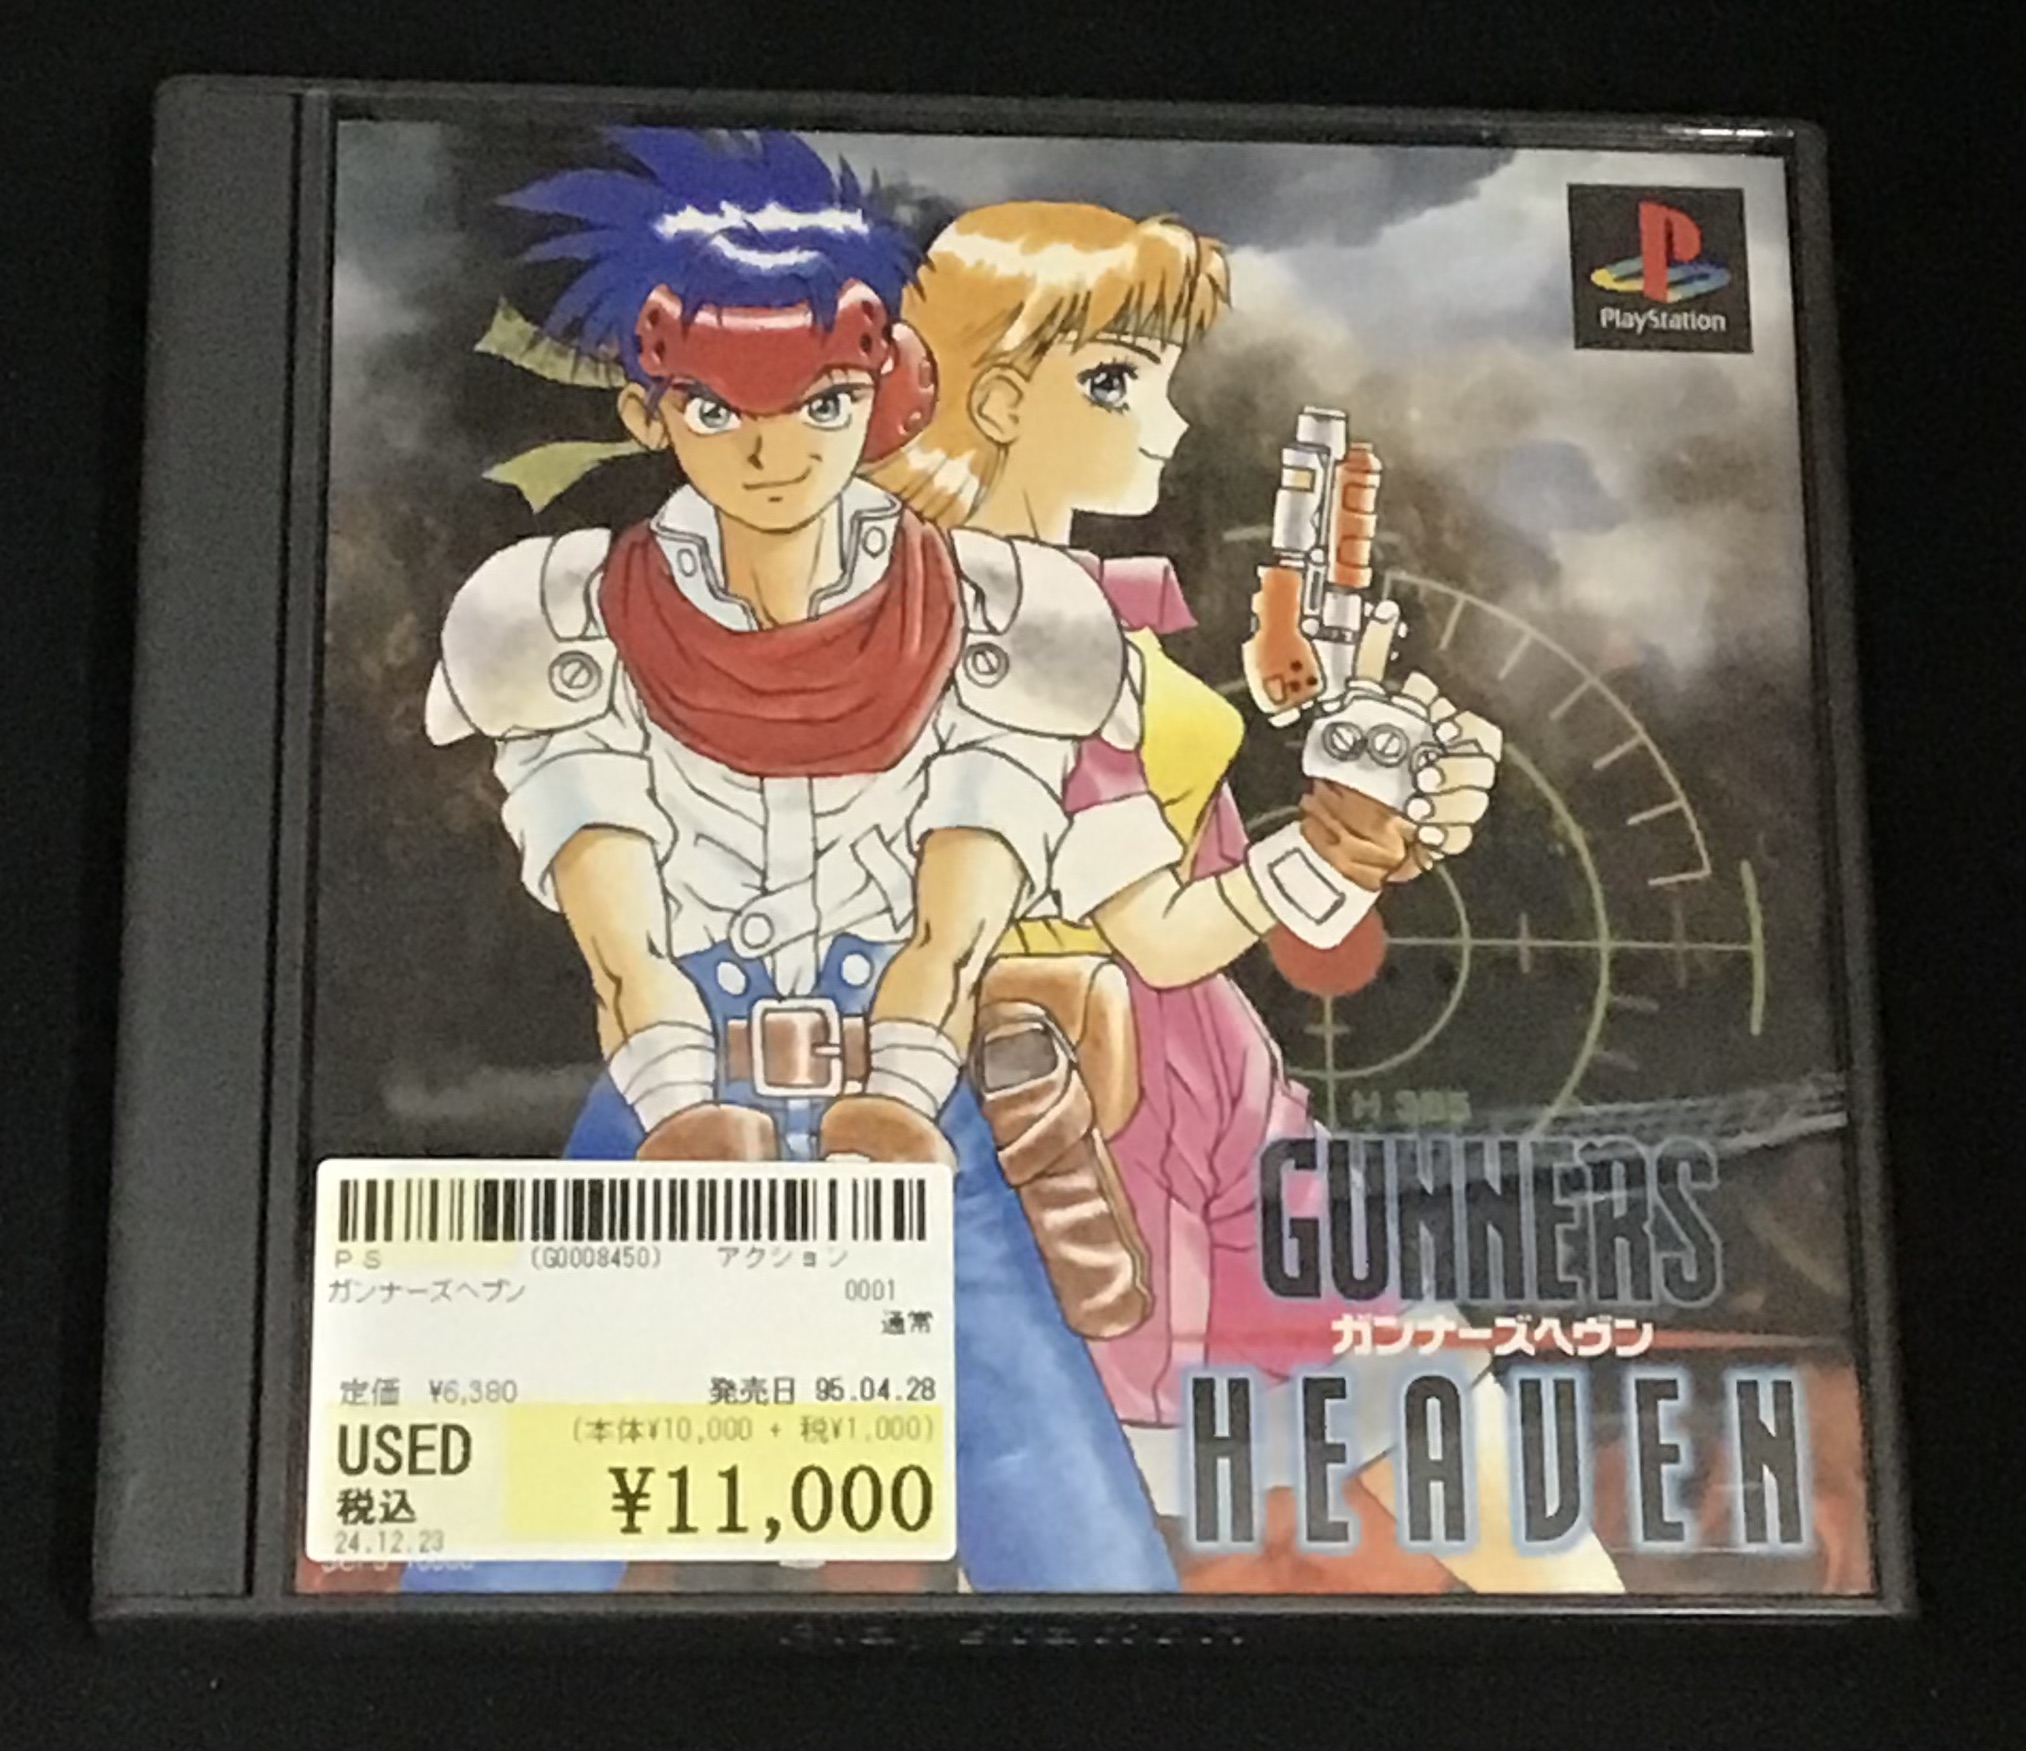 PlayStation
GUNNERS
ガンナーズヘヴン
HEAVEN
PS (G0008450) アクション
ガンナーズヘブン 0001
通常
定価 ¥6,380 発売日 95.04.28
(本体¥10,000 + 税¥1,000)
USED
税込 ¥11,000
24.12.23